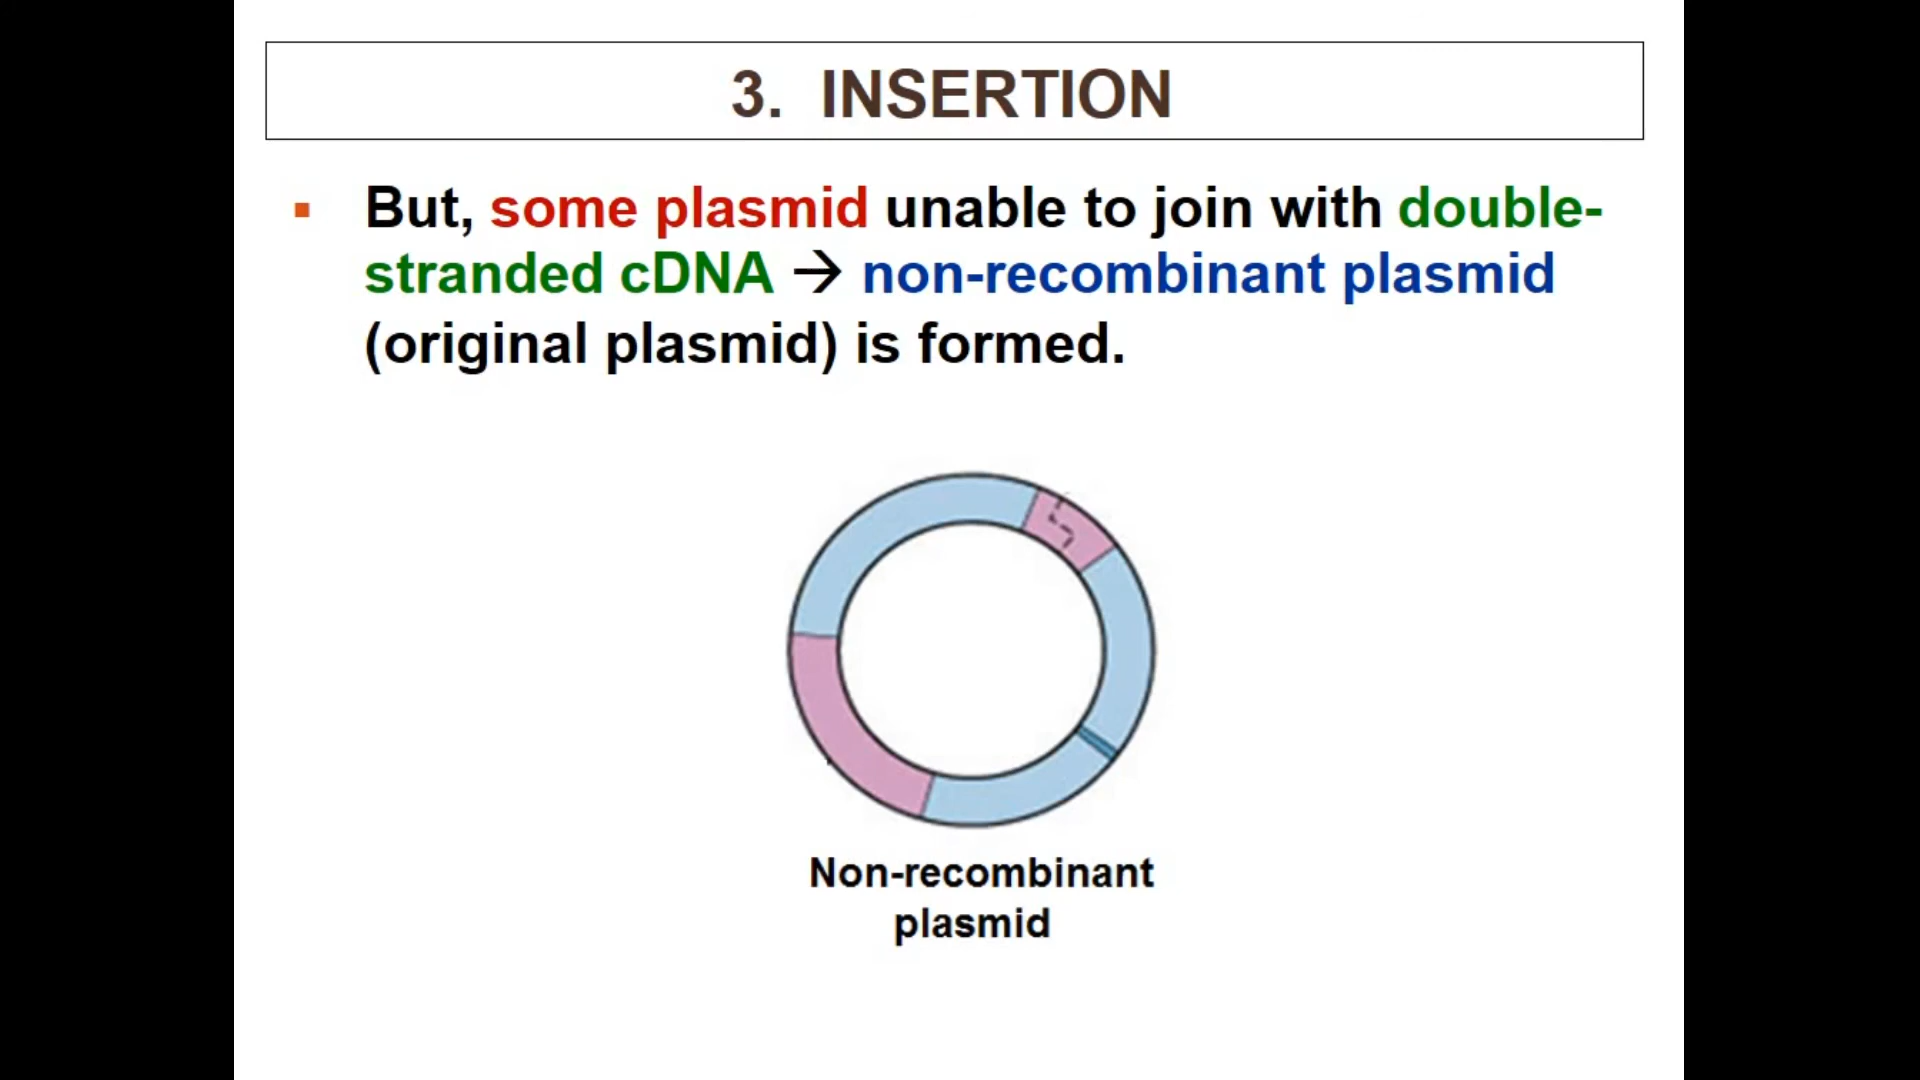 3. INSERTION
▪ But, some plasmid unable to join with double-
stranded cDNA → non-recombinant plasmid
(original plasmid) is formed.
Non-recombinant
plasmid